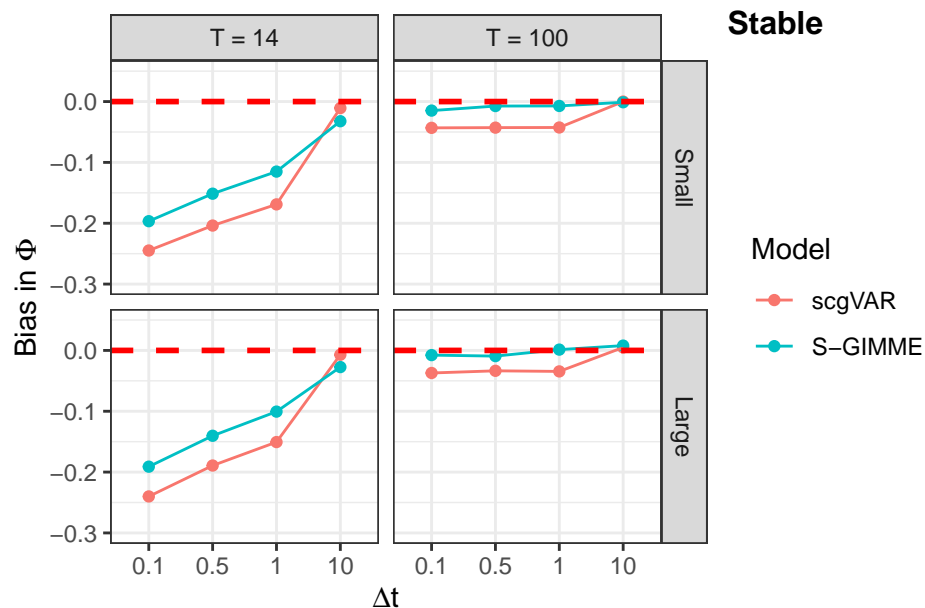 Stable
T = 14
T = 100
0.0
−0.1
−0.2
−0.3
Small
0.0
−0.1
−0.2
−0.3
Large
Bias in Φ
0.1 0.5 1 10
0.1 0.5 1 10
Δt
Model
scgVAR
S−GIMME